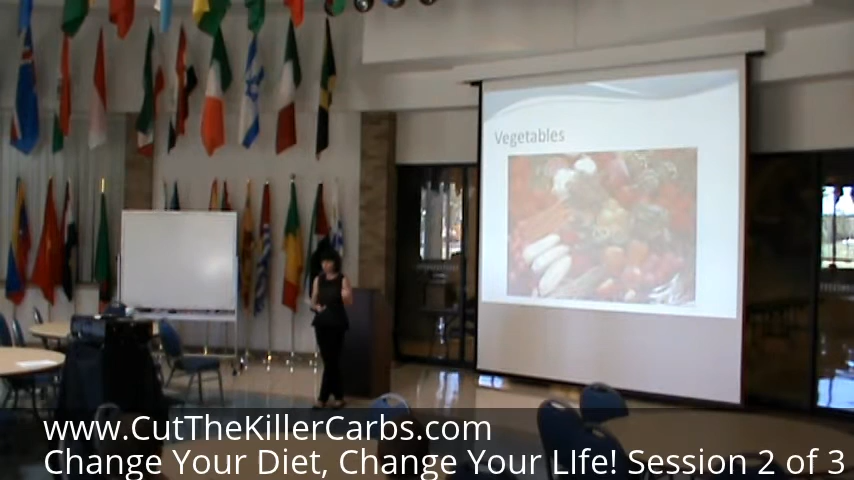 Vegetables
www.CutTheKillerCarbs.com
Change Your Diet, Change Your LIfe! Session 2 of 3